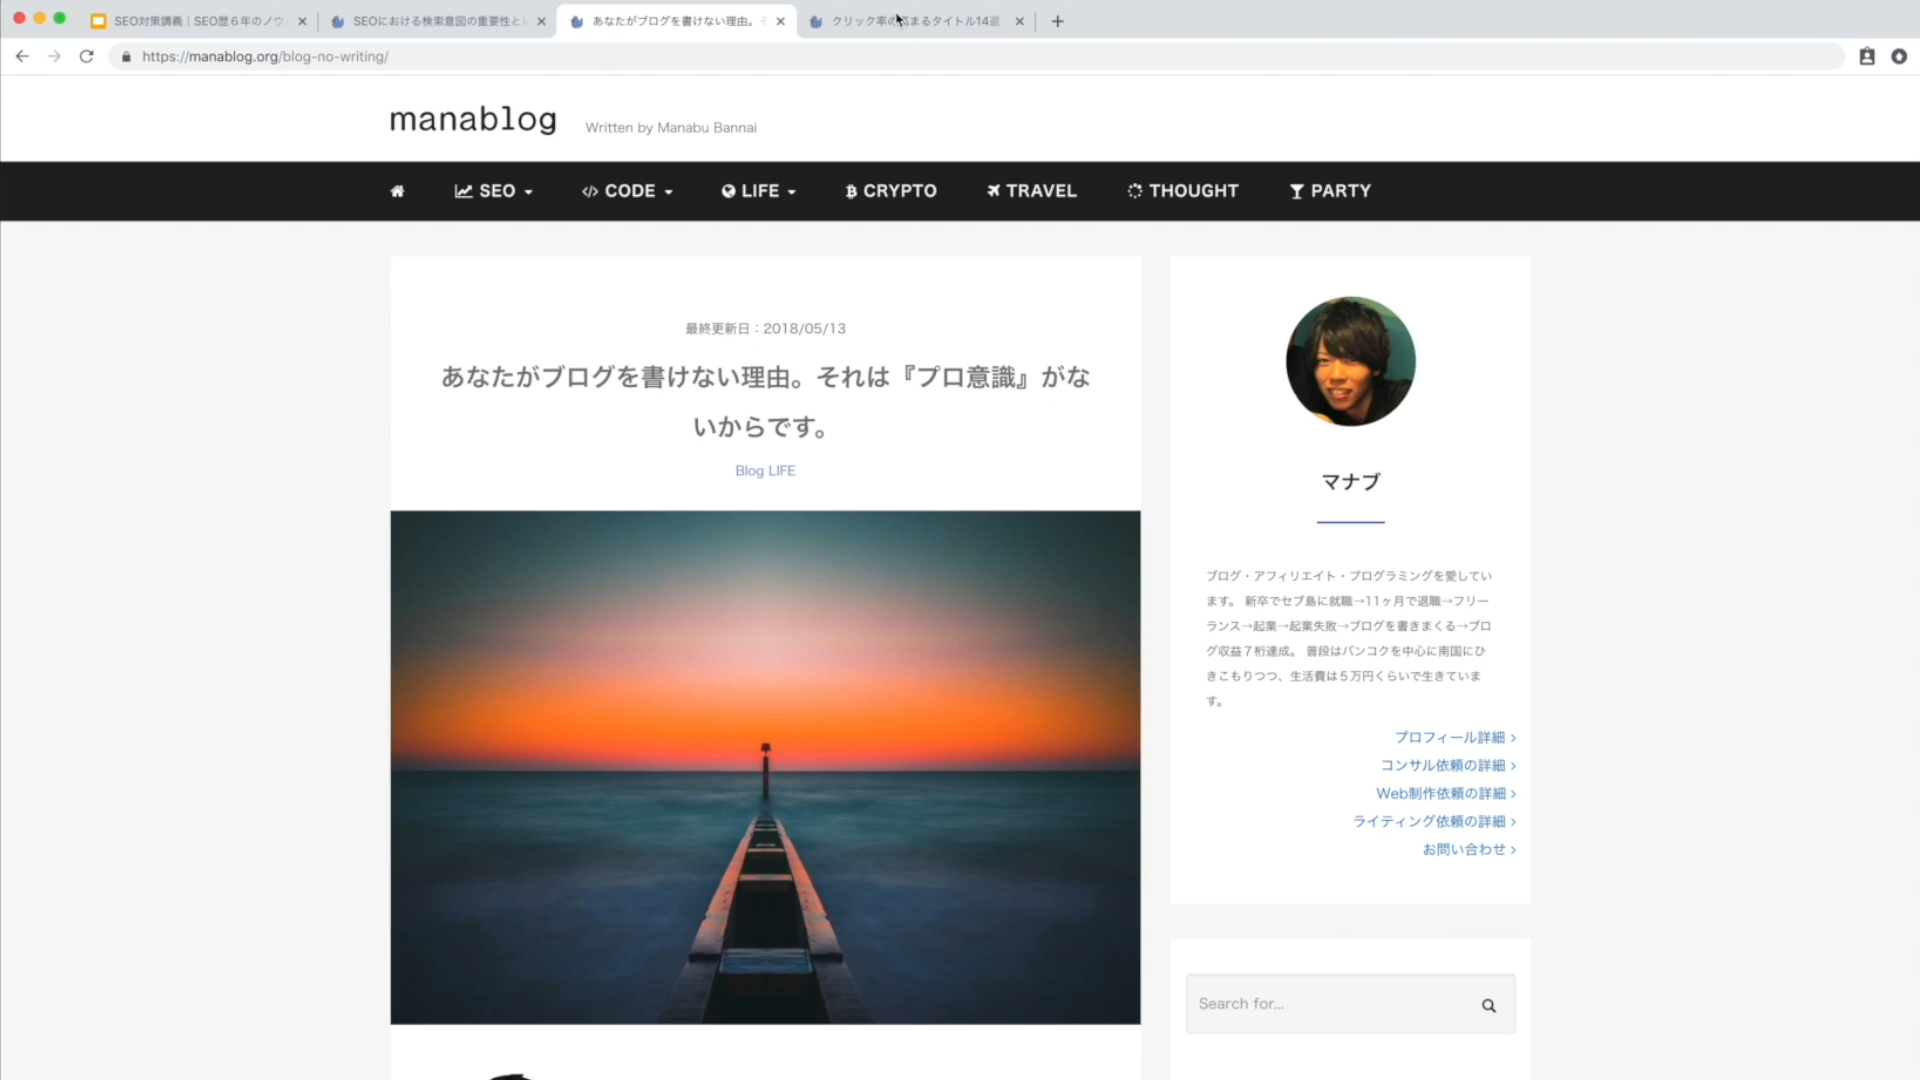 SEO対策講義｜SEO歴６年のノウ
SEOにおける検索意図の重要性と
あなたがブログを書けない理由。そ
クリック率の高まるタイトル14選
https://manablog.org/blog-no-writing/
manablog
Written by Manabu Bannai
SEO
CODE
LIFE
CRYPTO
TRAVEL
THOUGHT
PARTY
最終更新日：2018/05/13
あなたがブログを書けない理由。それは『プロ意識』がな
いからです。
Blog LIFE
マナブ
ブログ・アフィリエイト・プログラミングを愛してい
ます。 新卒でセブ島に就職→11ヶ月で退職→フリー
ランス→起業→起業失敗→ブログを書きまくる→ブロ
グ収益７桁達成。 普段はバンコクを中心に南国にひ
きこもりつつ、生活費は５万円くらいで生きていま
す。
プロフィール詳細 ›
コンサル依頼の詳細 ›
Web制作依頼の詳細 ›
ライティング依頼の詳細 ›
お問い合わせ ›
Search for...